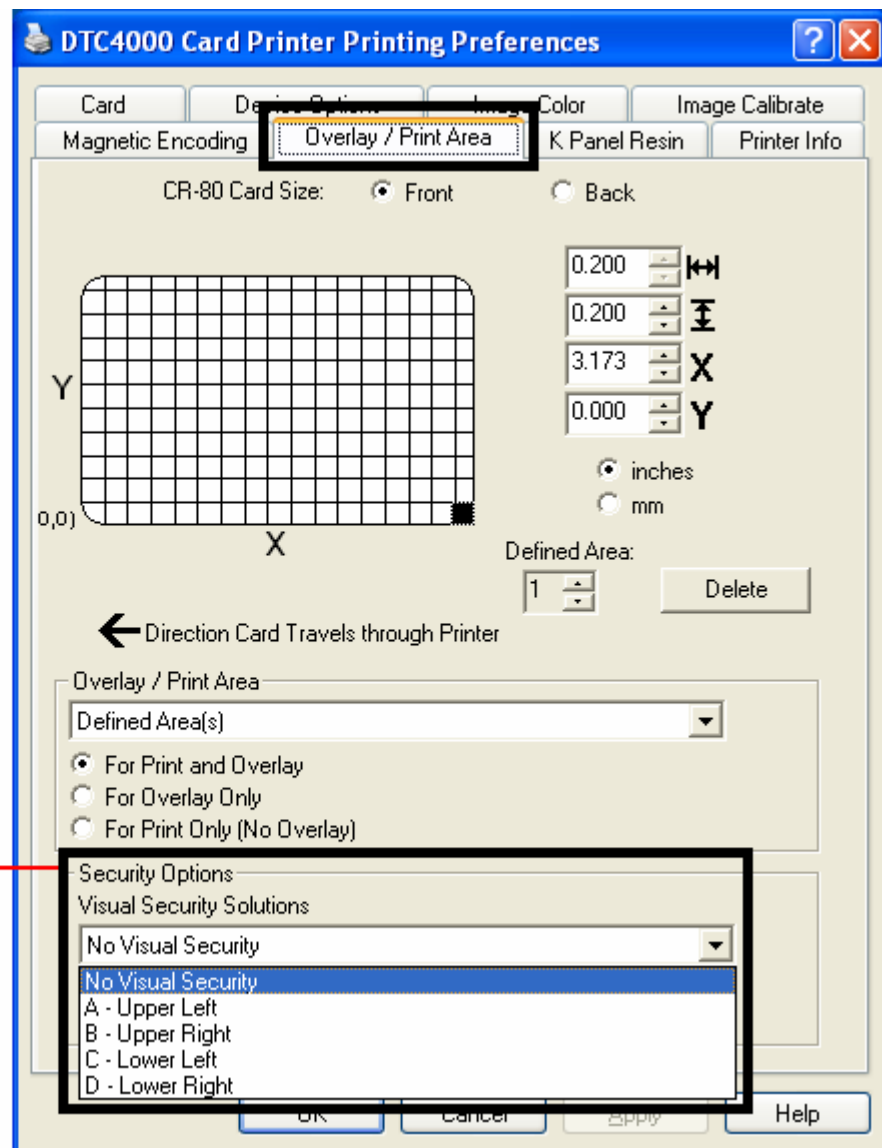 DTC4000 Card Printer Printing Preferences
Card Device Options Image Color Image Calibrate
Magnetic Encoding Overlay / Print Area K Panel Resin Printer Info
CR-80 Card Size: Front Back
0.200
0.200
3.173 X
Y
0.000 Y
inches
mm
0,0)
X
Defined Area:
1 Delete
Direction Card Travels through Printer
Overlay / Print Area
Defined Area(s)
For Print and Overlay
For Overlay Only
For Print Only (No Overlay)
Security Options
Visual Security Solutions
No Visual Security
No Visual Security
A - Upper Left
B - Upper Right
C - Lower Left
D - Lower Right
OK Cancel Apply Help